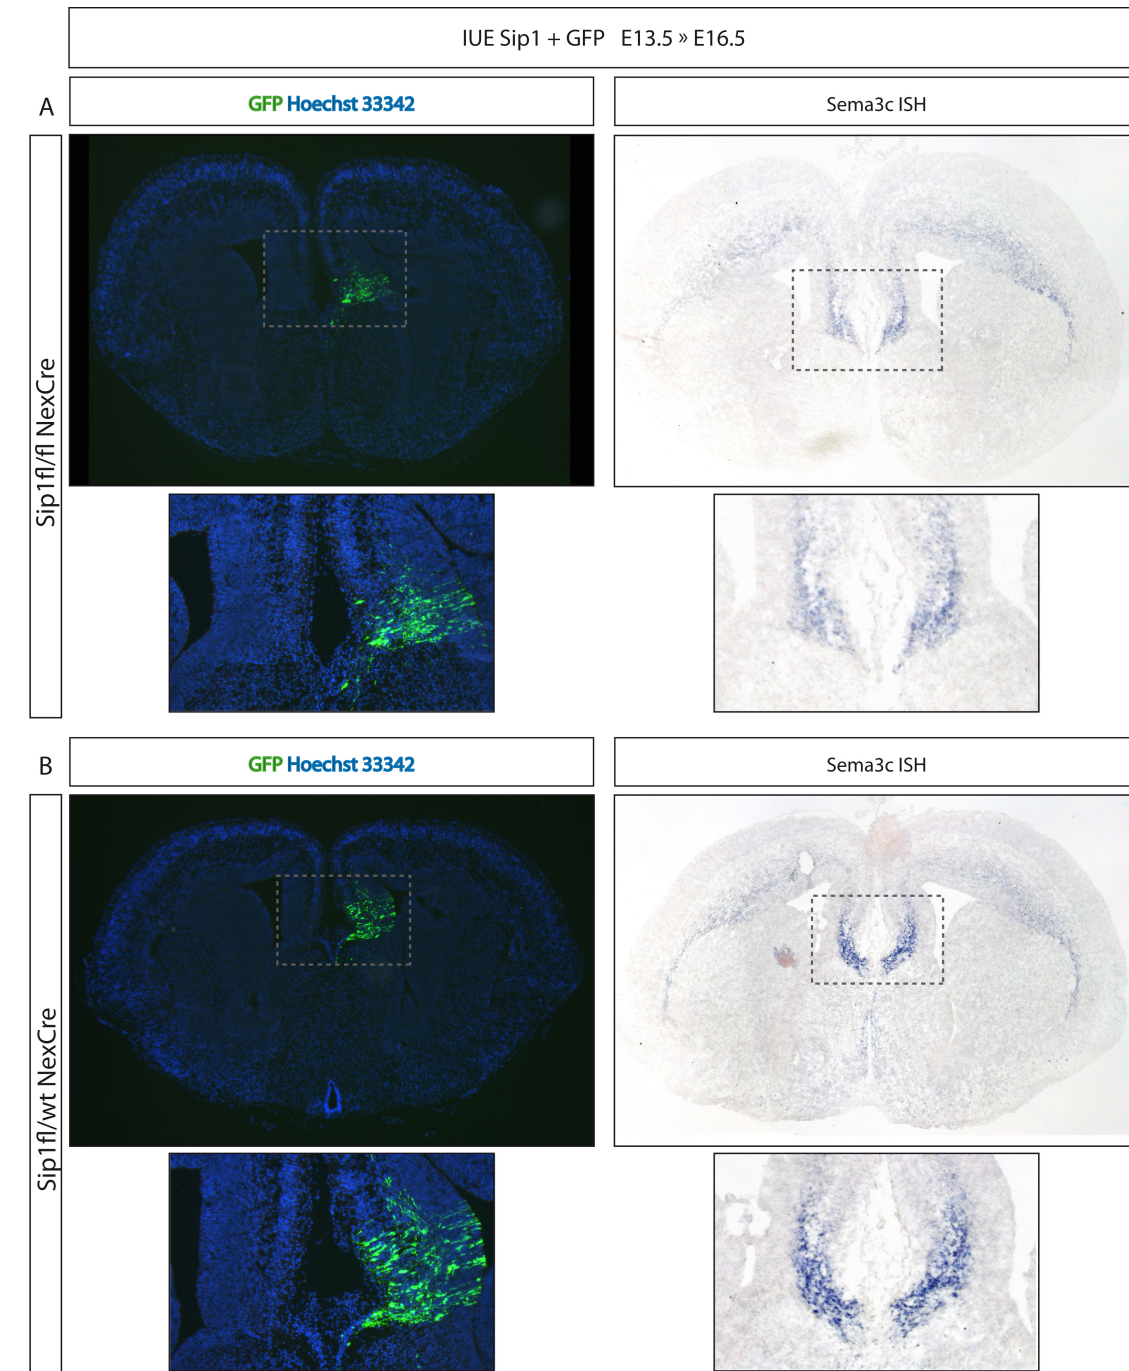 IUE Sip1 + GFP E13.5 » E16.5
A
GFP Hoechst 33342
Sema3c ISH
Sip1fl/fl NexCre
B
GFP Hoechst 33342
Sema3c ISH
Sip1fl/wt NexCre